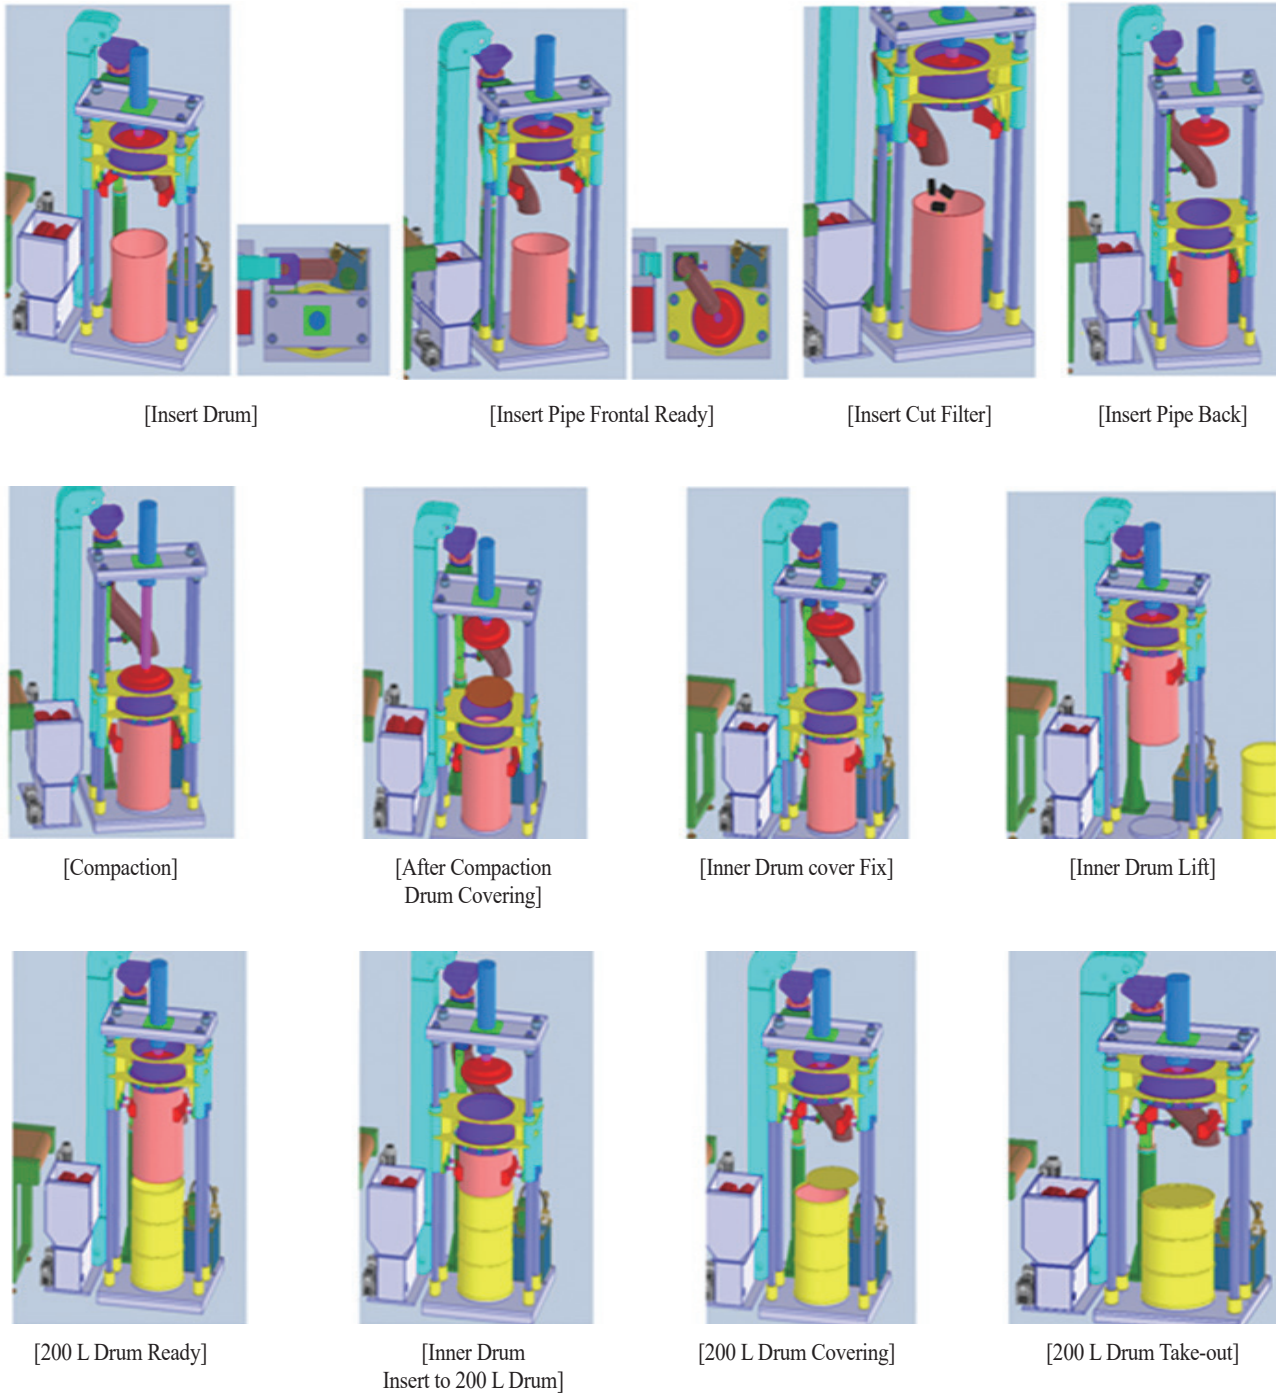 [Insert Drum]
[Insert Pipe Frontal Ready]
[Insert Cut Filter]
[Insert Pipe Back]
[Compaction]
[After Compaction
Drum Covering]
[Inner Drum cover Fix]
[Inner Drum Lift]
[200 L Drum Ready]
[Inner Drum
Insert to 200 L Drum]
[200 L Drum Covering]
[200 L Drum Take-out]